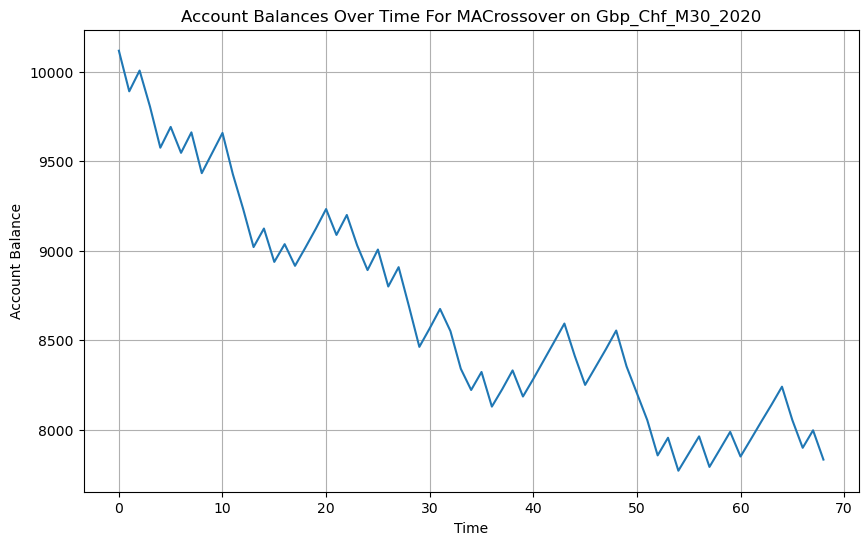 Account Balances Over Time For MACrossover on Gbp_Chf_M30_2020
10000
9500
9000
8500
8000
Account Balance
0 10 20 30 40 50 60 70
Time